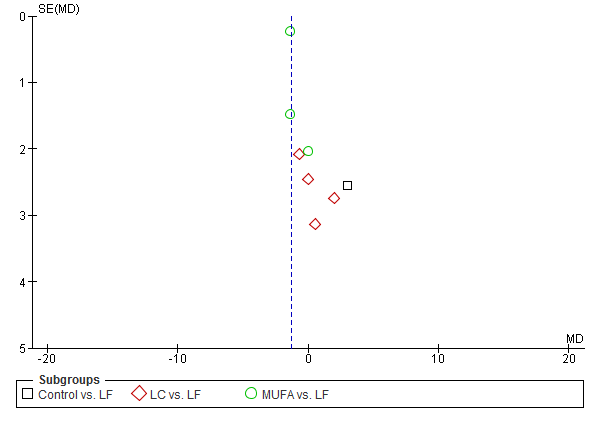 SE(MD)
0
1
2
3
4
5
MD
-20 -10 0 10 20
Subgroups
Control vs. LF LC vs. LF MUFA vs. LF